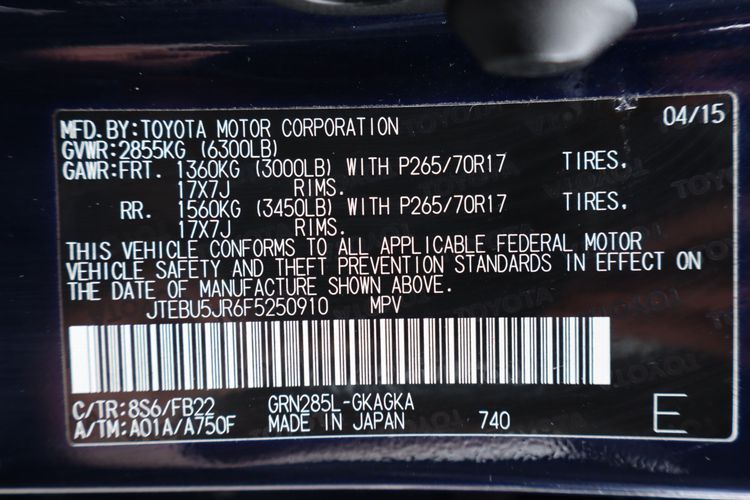 04/15
MFD. BY: TOYOTA MOTOR CORPORATION
GVWR: 2855KG (6300LB)
GAWR: FRT. 1360KG (3000LB) WITH P265/70R17 TIRES.
17X7J RIMS.
RR. 1560KG (3450LB) WITH P265/70R17 TIRES.
17X7J RIMS.
THIS VEHICLE CONFORMS TO ALL APPLICABLE FEDERAL MOTOR
VEHICLE SAFETY AND THEFT PREVENTION STANDARDS IN EFFECT ON
THE DATE OF MANUFACTURE SHOWN ABOVE.
JTEBU5JR6F5250910 MPV
C/TR: 8S6/FB22 GRN285L-GKAGKA
A/TM: A01A/A750F MADE IN JAPAN 740 E